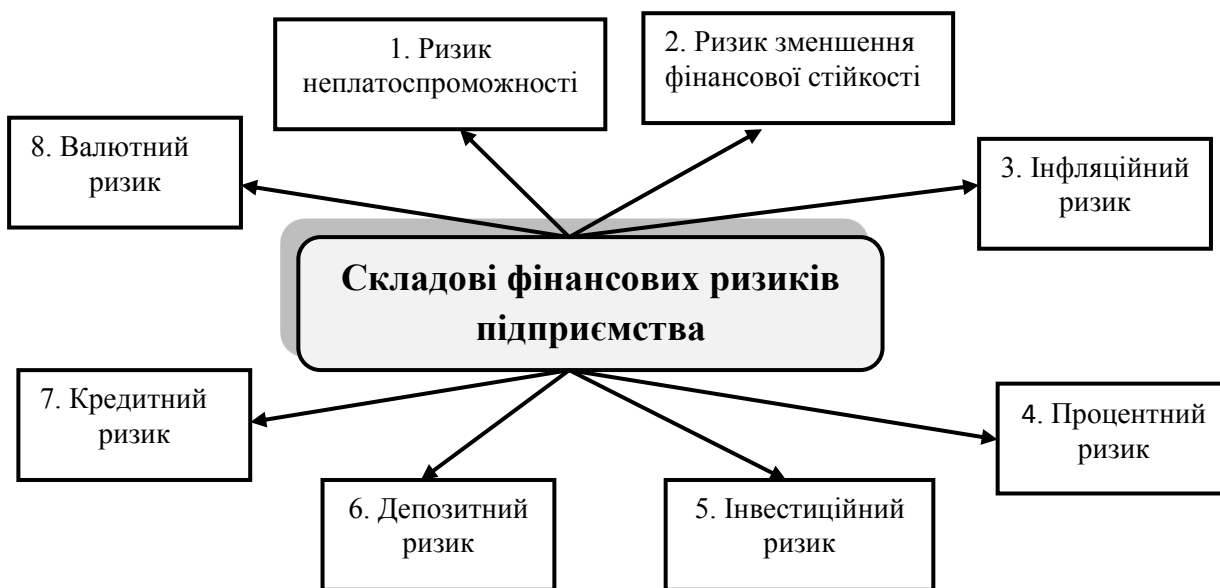 1. Ризик
неплатоспроможності
2. Ризик зменшення
фінансової стійкості
8. Валютний
ризик
3. Інфляційний
ризик
Складові фінансових ризиків
підприємства
7. Кредитний
ризик
4. Процентний
ризик
6. Депозитний
ризик
5. Інвестиційний
ризик